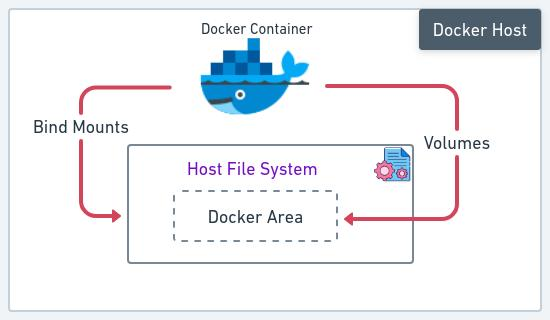 Docker Container
Docker Host
Bind Mounts
Volumes
Host File System
Docker Area